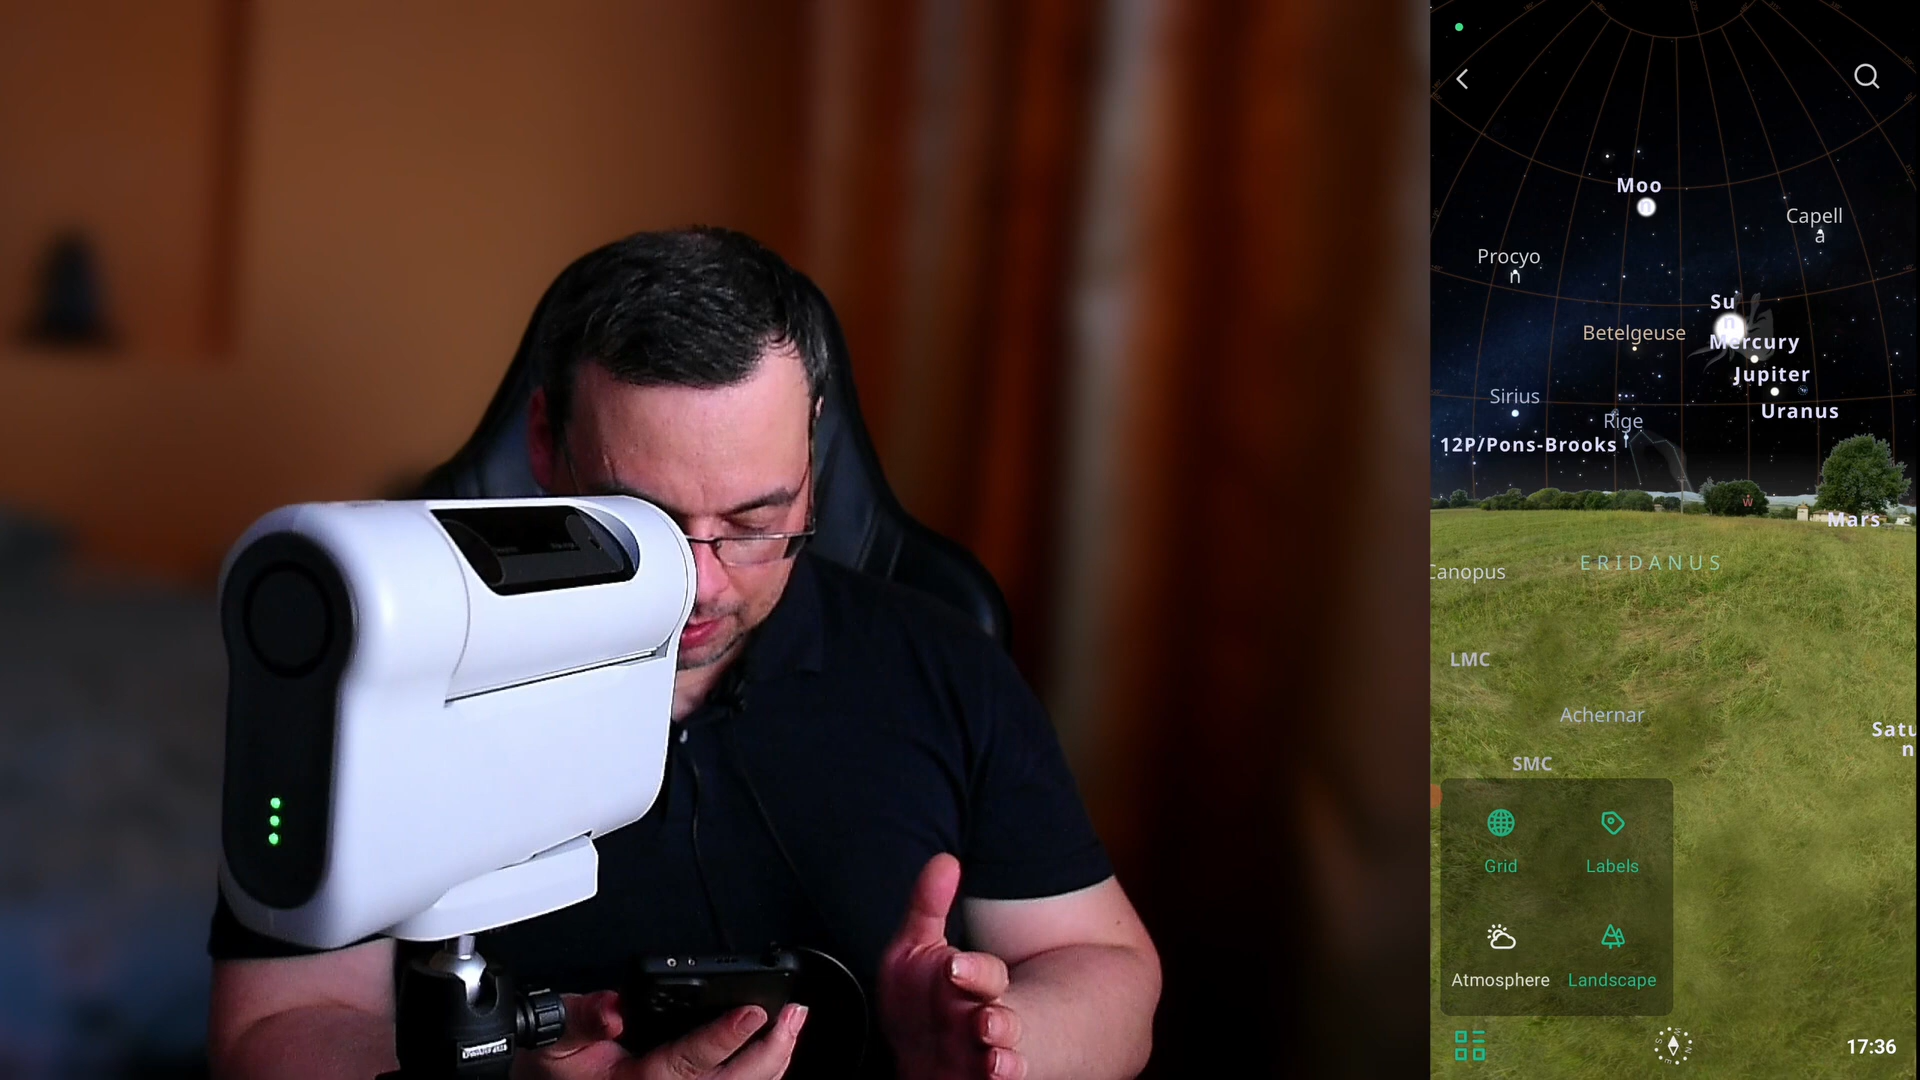 Moo
n
Capell
a
Procyo
n
Su
n
Betelgeuse
Mercury
Jupiter
Sirius
Uranus
Rige
l
12P/Pons-Brooks
W
Mars
ERIDANUS
Canopus
LMC
Achernar
Satu
n
SMC
Grid
Labels
Atmosphere
Landscape
17:36